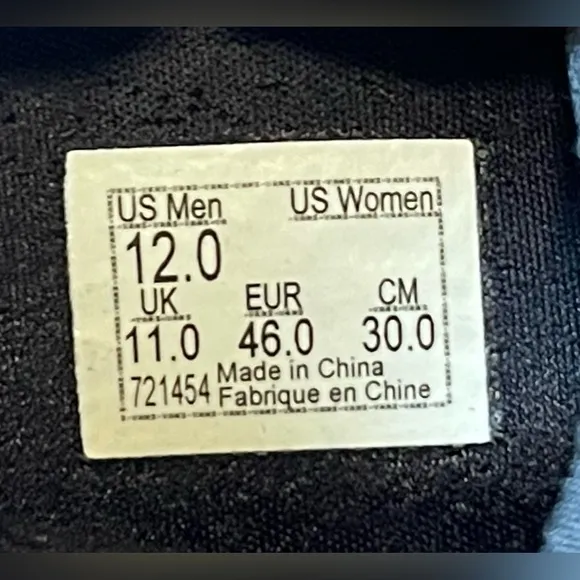 US Men US Women
12.0
UK EUR CM
11.0 46.0 30.0
721454 Made in China
Fabrique en Chine